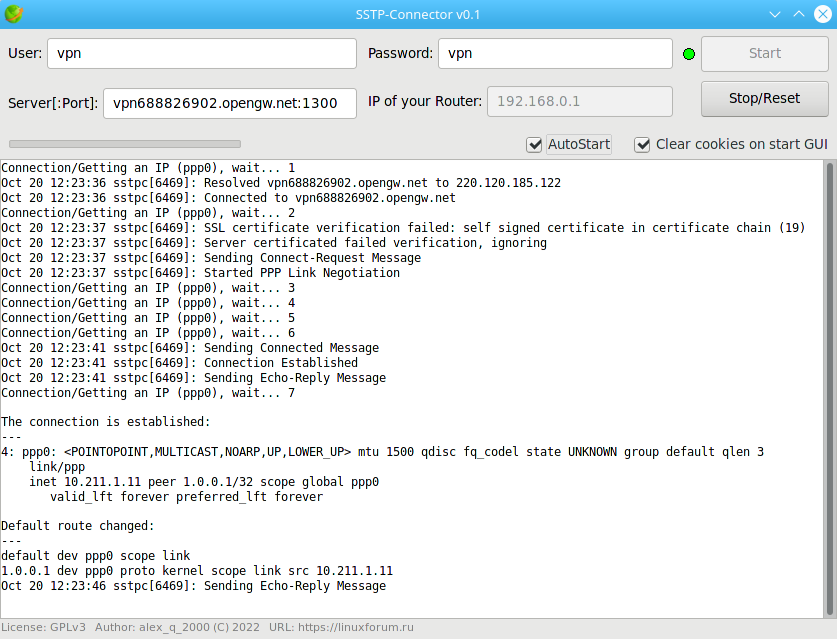 SSTP-Connector v0.1
User: vpn Password: vpn Start
Server[:Port]: vpn688826902.opengw.net:1300 IP of your Router: 192.168.0.1 Stop/Reset
AutoStart Clear cookies on start GUI
Connection/Getting an IP (ppp0), wait... 1
Oct 20 12:23:36 sstpc[6469]: Resolved vpn688826902.opengw.net to 220.120.185.122
Oct 20 12:23:36 sstpc[6469]: Connected to vpn688826902.opengw.net
Connection/Getting an IP (ppp0), wait... 2
Oct 20 12:23:37 sstpc[6469]: SSL certificate verification failed: self signed certificate in certificate chain (19)
Oct 20 12:23:37 sstpc[6469]: Server certificated failed verification, ignoring
Oct 20 12:23:37 sstpc[6469]: Sending Connect-Request Message
Oct 20 12:23:37 sstpc[6469]: Started PPP Link Negotiation
Connection/Getting an IP (ppp0), wait... 3
Connection/Getting an IP (ppp0), wait... 4
Connection/Getting an IP (ppp0), wait... 5
Connection/Getting an IP (ppp0), wait... 6
Oct 20 12:23:41 sstpc[6469]: Sending Connected Message
Oct 20 12:23:41 sstpc[6469]: Connection Established
Oct 20 12:23:41 sstpc[6469]: Sending Echo-Reply Message
Connection/Getting an IP (ppp0), wait... 7
The connection is established:
---
4: ppp0: <POINTOPOINT,MULTICAST,NOARP,UP,LOWER_UP> mtu 1500 qdisc fq_codel state UNKNOWN group default qlen 3
link/ppp
inet 10.211.1.11 peer 1.0.0.1/32 scope global ppp0
valid_lft forever preferred_lft forever
Default route changed:
---
default dev ppp0 scope link
1.0.0.1 dev ppp0 proto kernel scope link src 10.211.1.11
Oct 20 12:23:46 sstpc[6469]: Sending Echo-Reply Message
License: GPLv3 Author: alex_q_2000 (C) 2022 URL: https://linuxforum.ru